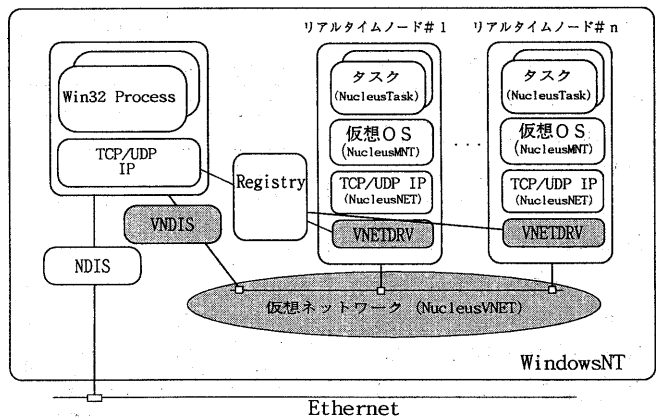 リアルタイムノード# 1
リアルタイムノード# n
Win32 Process
TCP/UDP
IP
VNDIS
NDIS
Registry
タスク
(NucleusTask)
仮想OS
(NucleusMNT)
TCP/UDP IP
(NucleusNET)
VNETDRV
・・・・
タスク
(NucleusTask)
仮想OS
(NucleusMNT)
TCP/UDP IP
(NucleusNET)
VNETDRV
仮想ネットワーク (NucleusVNET)
WindowsNT
Ethernet